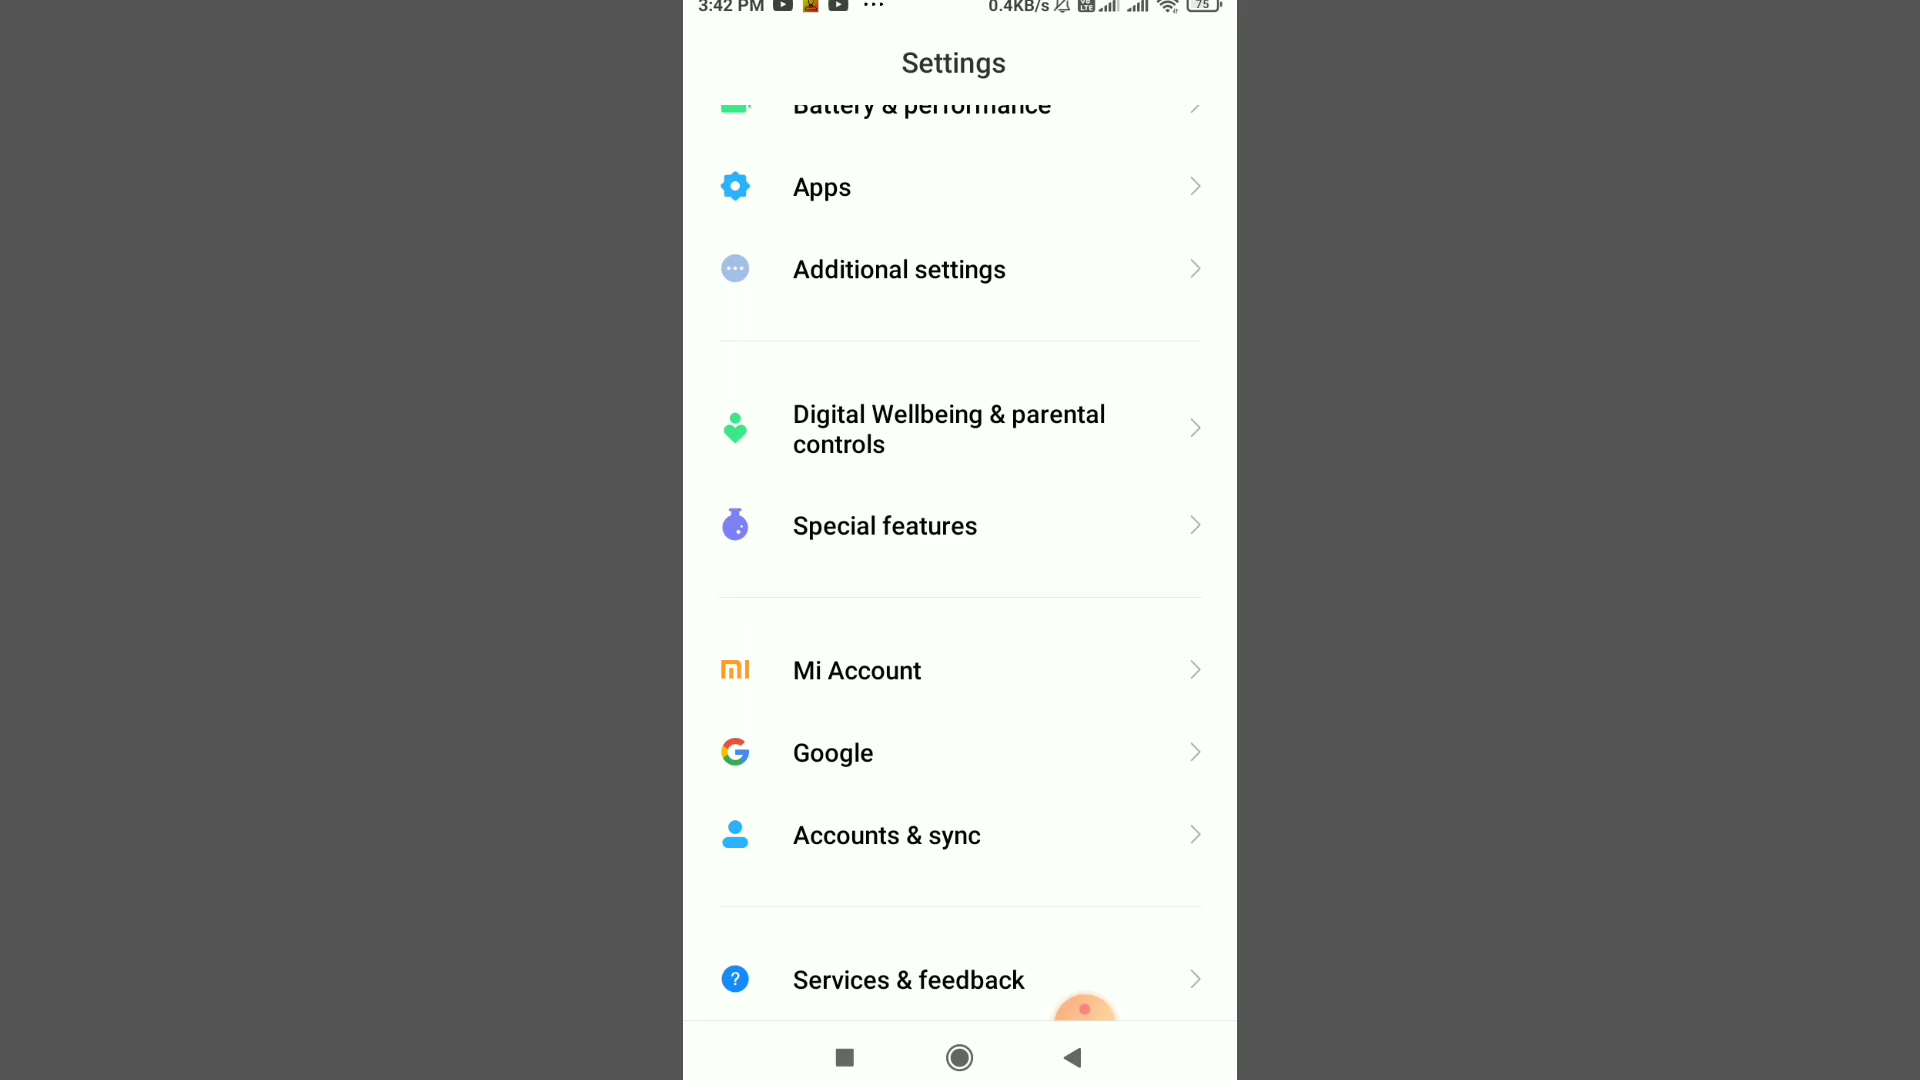 3:42 PM ... 0.4KB/s 75
Settings
Battery & performance
Apps
Additional settings
Digital Wellbeing & parental
controls
Special features
Mi Account
Google
Accounts & sync
?
Services & feedback